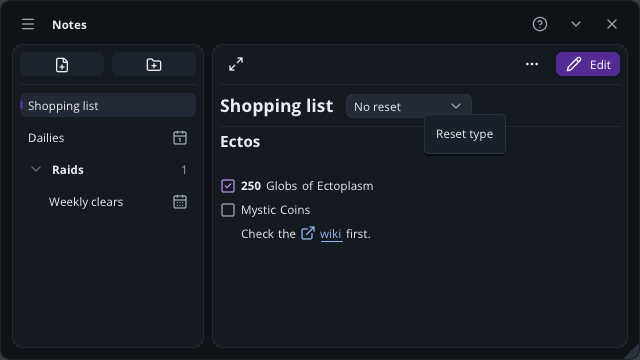 Notes
Edit
Shopping list
Dailies
Raids 1
Weekly clears
Shopping list No reset
Reset type
Ectos
250 Globs of Ectoplasm
Mystic Coins
Check the wiki first.